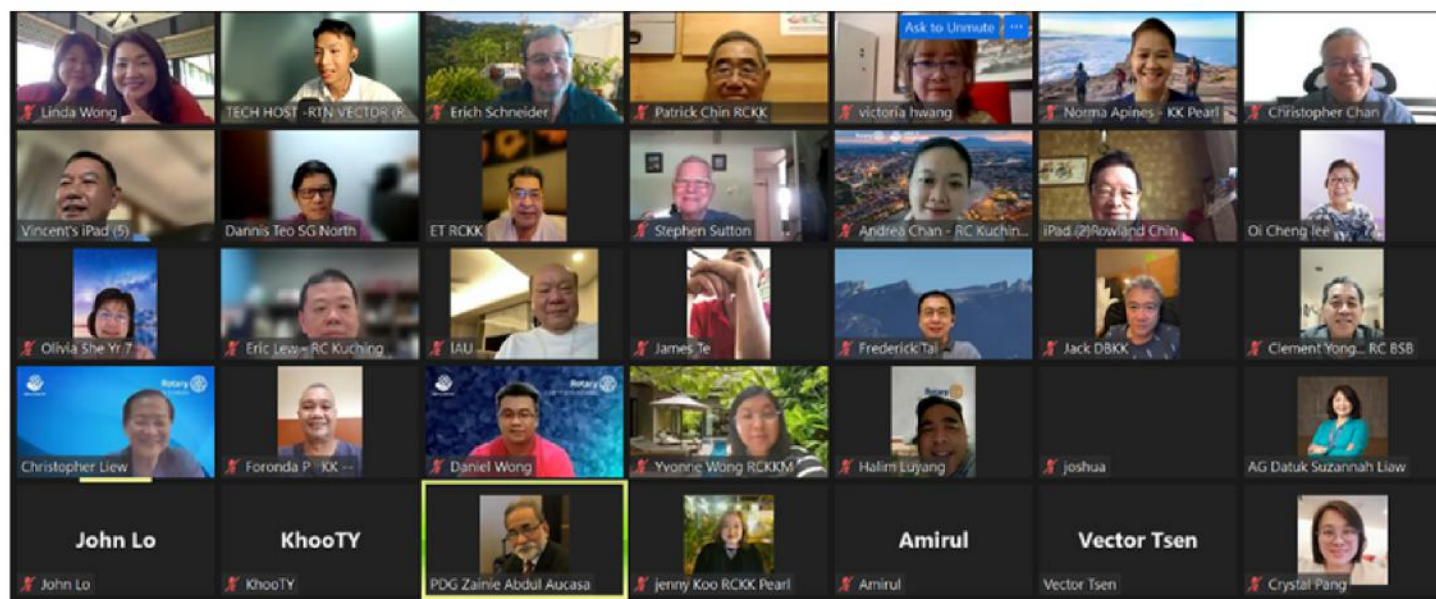 Ask to Unmute ...
Linda Wong
TECH HOST -RTN VECTOR (R...
Erich Schneider
Patrick Chin RCKK
victoria hwang
Norma Apines - KK Pearl
Christopher Chan
Vincent's iPad (5)
Dannis Teo SG North
ET RCKK
Stephen Sutton
Andrea Chan - RC Kuchin...
iPad (2)Rowland Chin
Oi Cheng lee
Olivia She Yr 7
Eric Lew - RC Kuching
IAU
James Te
Frederick Tai
Jack DBKK
Clement Yong... RC BSB
Rotary
Rotary
Christopher Liew
Foronda P KK --
Daniel Wong
Yvonne Wong RCKKM
Halim Luyang
joshua
AG Datuk Suzannah Liaw
John Lo
KhooTY
Amirul
Vector Tsen
John Lo
KhooTY
PDG Zainie Abdul Aucasa
jenny Koo RCKK Pearl
Amirul
Vector Tsen
Crystal Pang